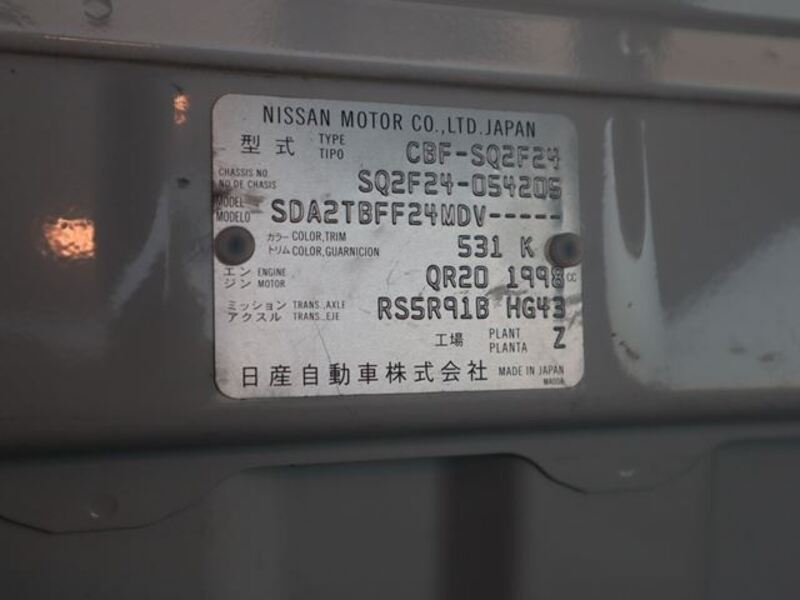 NISSAN MOTOR CO.,LTD.JAPAN
型式 TYPE TIPO CBF-SQ2F24
CHASSIS NO NO DE CHASIS SQ2F24-054205
MODEL MODELO SDA2TBFF24MDV-----
カラー COLOR,TRIM トリム COLOR,GUARNICION 531 K
エンジン ENGINE MOTOR QR20 1998 CC
ミッション TRANS.,AXLE アクスル TRANS.,EJE RS5R91B HG43
工場 PLANT PLANTA Z
日産自動車株式会社 MADE IN JAPAN